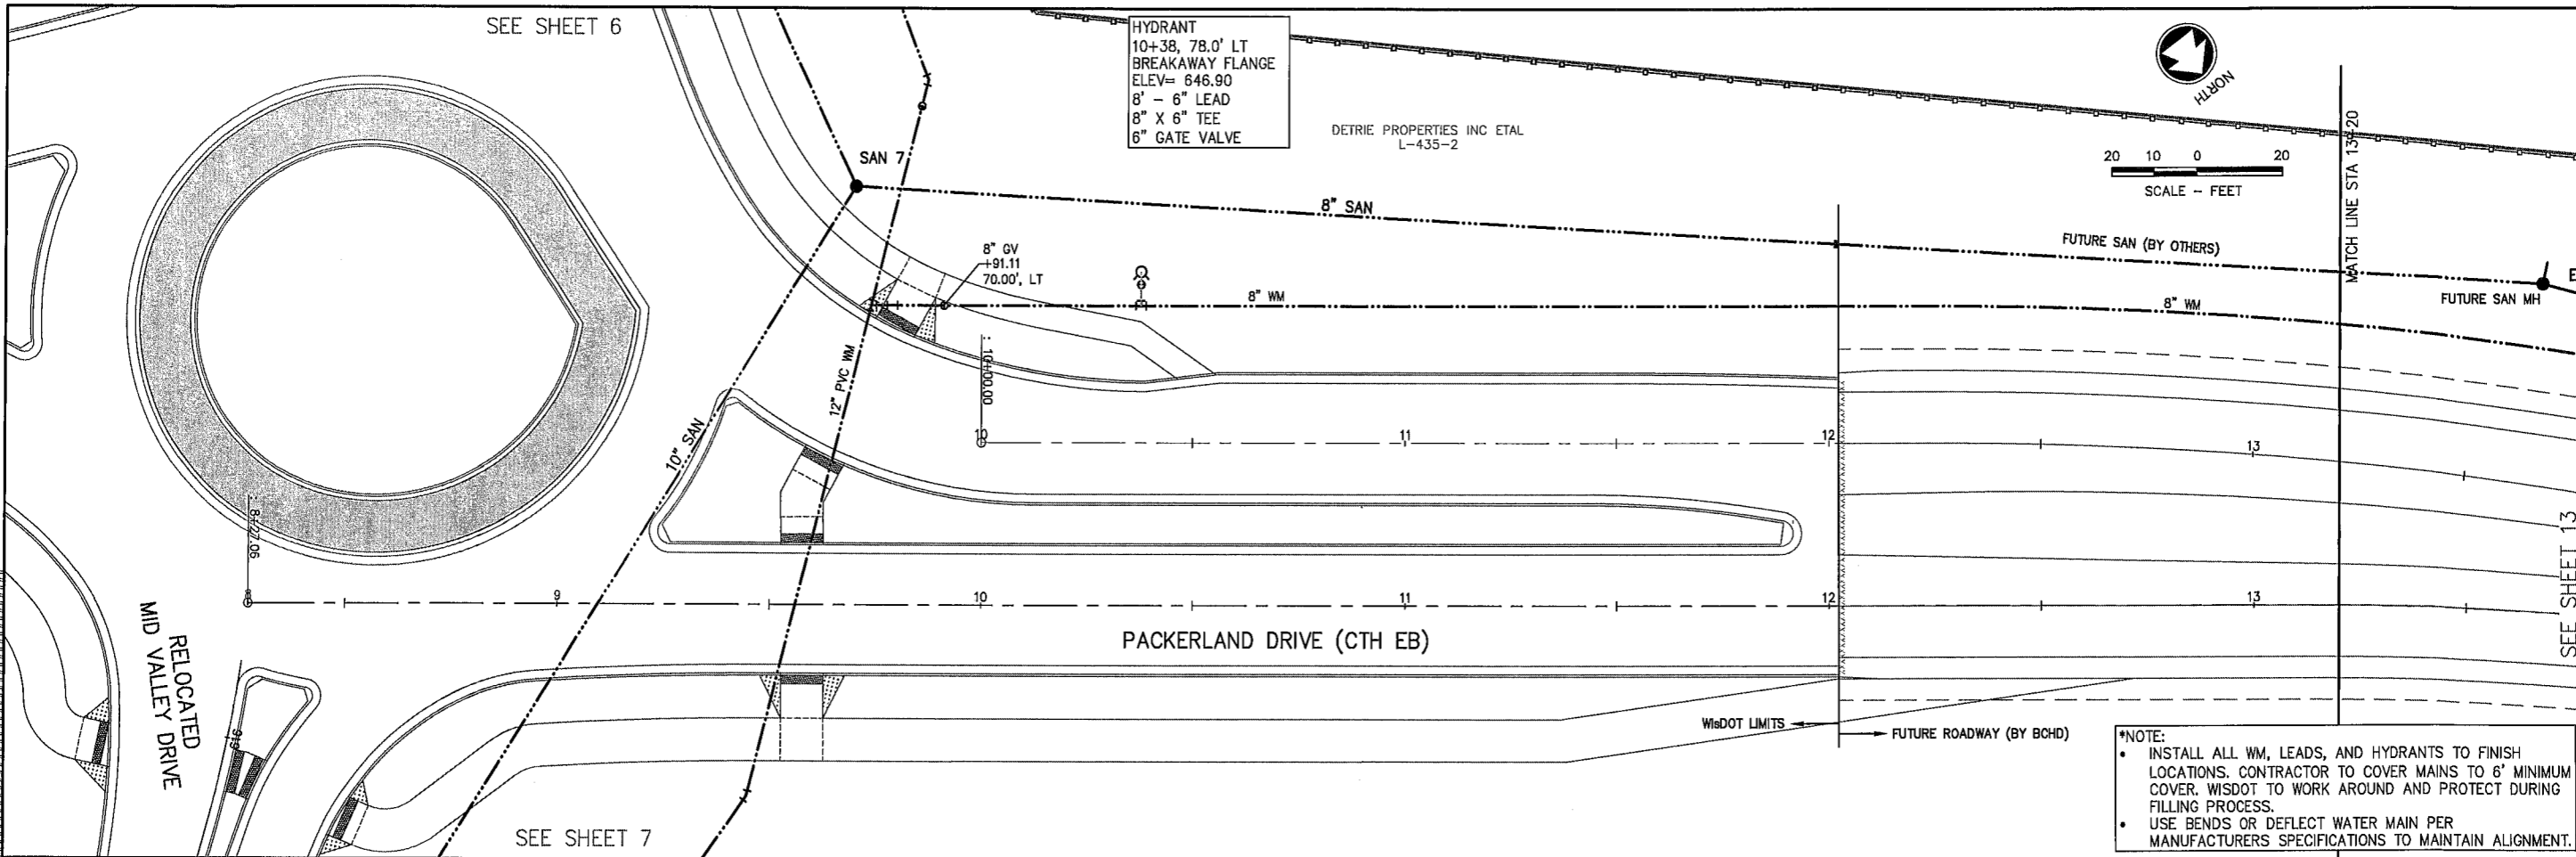 SEE SHEET 6
HYDRANT
10+38, 78.0' LT
BREAKAWAY FLANGE
ELEV= 646.90
8' - 6" LEAD
8" X 6" TEE
6" GATE VALVE
DETRIE PROPERTIES INC ETAL
L-435-2
NORTH
20 10 0 20
SCALE - FEET
MATCH LINE STA 13+20
SAN 7
8" SAN
FUTURE SAN (BY OTHERS)
FUTURE SAN MH
E
8" GV
+91.11
70.00', LT
8" WM
8" WM
12" PVC WM
10" SAN
10+00.00
10
11
12
13
8+27.06
9
10
11
12
13
PACKERLAND DRIVE (CTH EB)
RELOCATED
MID VALLEY DRIVE
SEE SHEET 13
WisDOT LIMITS
FUTURE ROADWAY (BY BCHD)
SEE SHEET 7
*NOTE:
• INSTALL ALL WM, LEADS, AND HYDRANTS TO FINISH
LOCATIONS. CONTRACTOR TO COVER MAINS TO 6' MINIMUM
COVER. WISDOT TO WORK AROUND AND PROTECT DURING
FILLING PROCESS.
• USE BENDS OR DEFLECT WATER MAIN PER
MANUFACTURERS SPECIFICATIONS TO MAINTAIN ALIGNMENT.